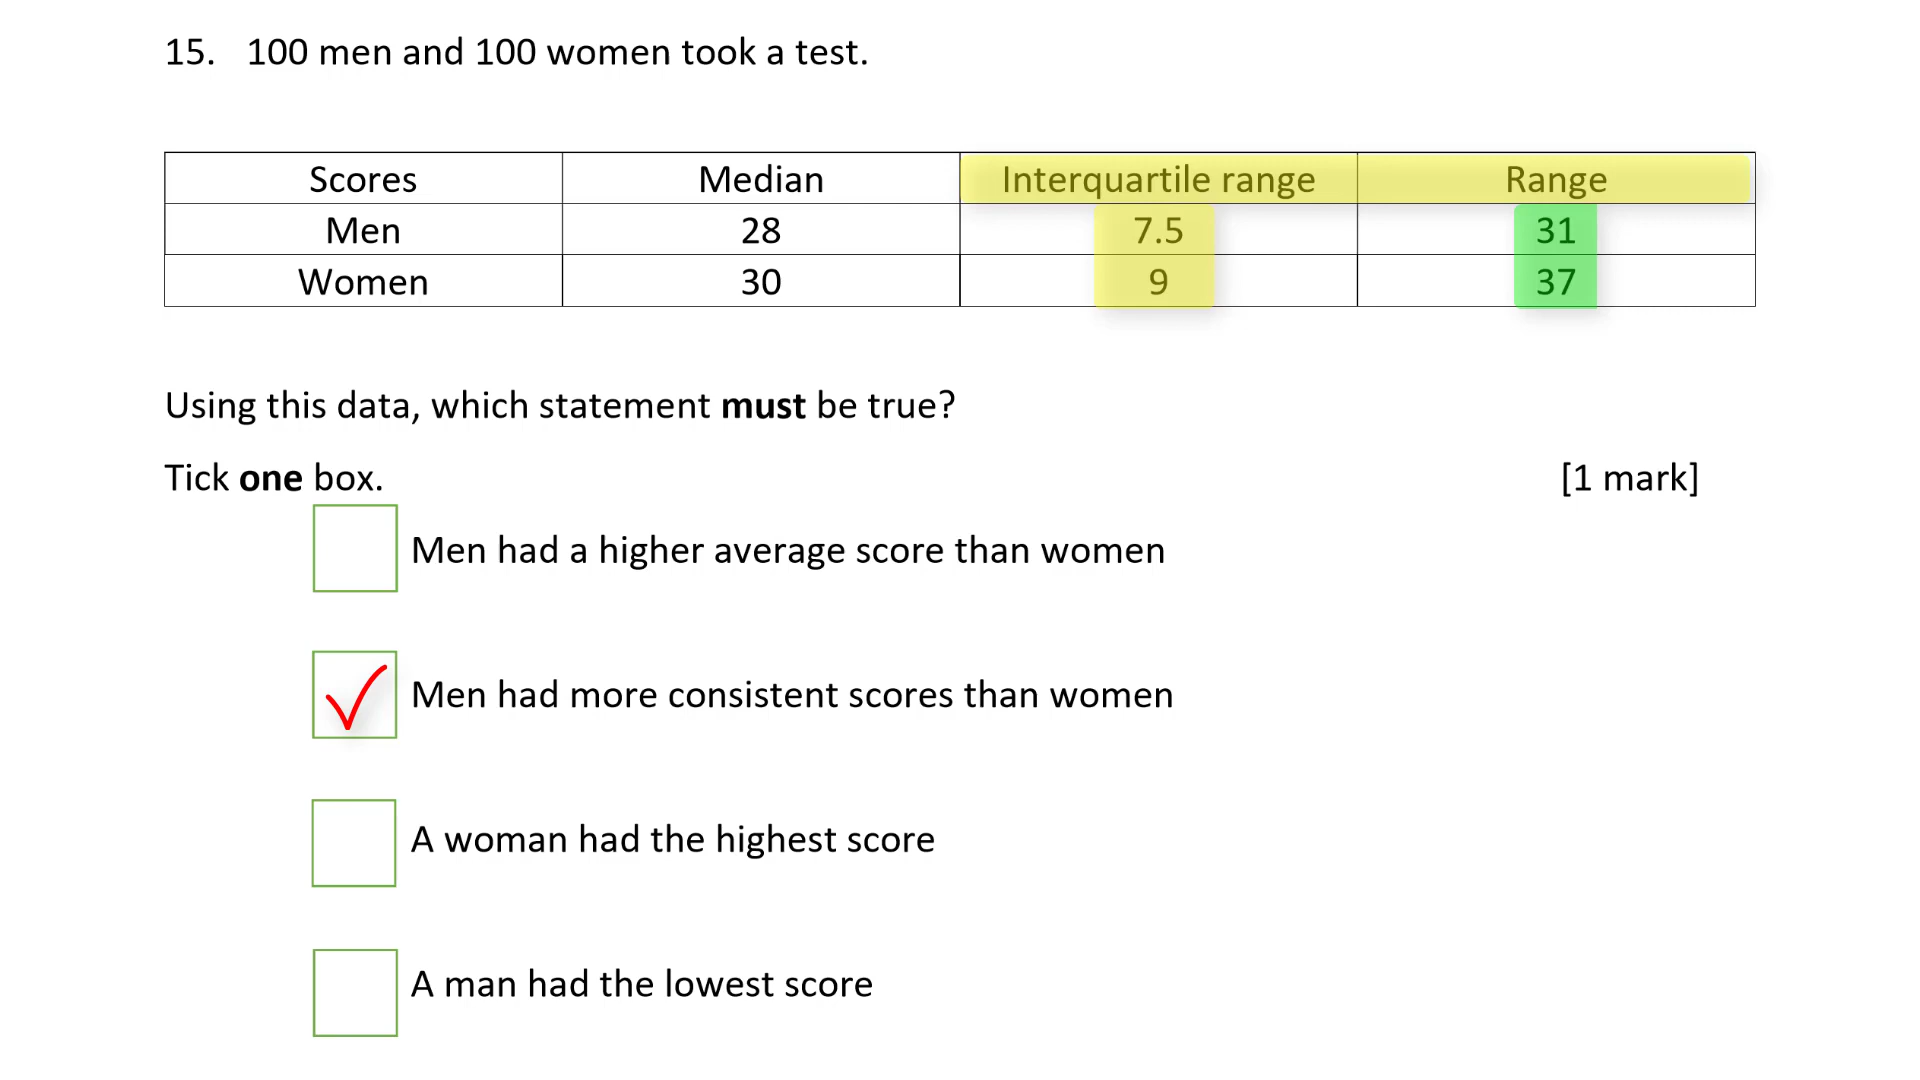 15. 100 men and 100 women took a test.
Scores Median Interquartile range Range
Men 28 7.5 31
Women 30 9 37
Using this data, which statement must be true?
Tick one box. [1 mark]
Men had a higher average score than women
Men had more consistent scores than women
A woman had the highest score
A man had the lowest score